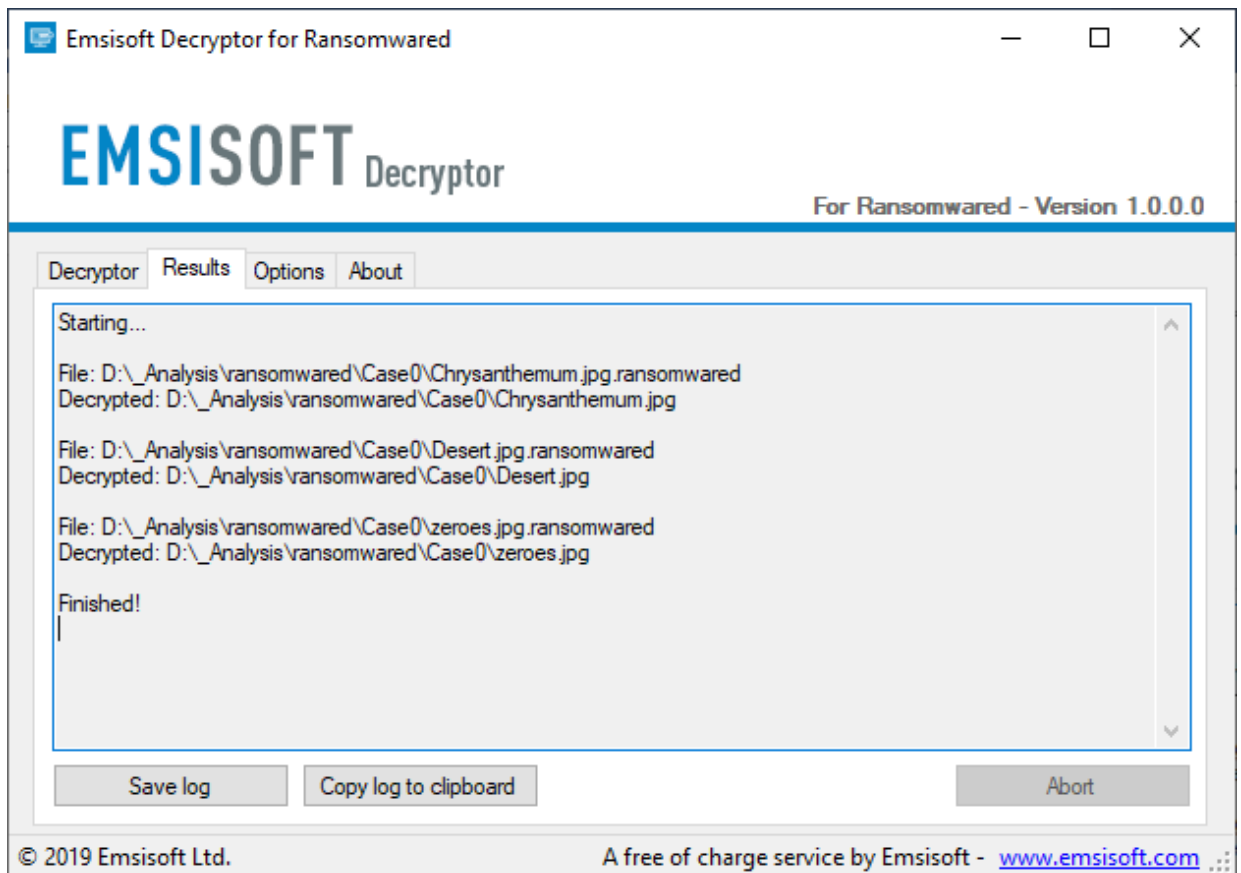 Emsisoft Decryptor for Ransomwared
EMSISOFT Decryptor
For Ransomwared - Version 1.0.0.0
Decryptor Results Options About
Starting...
File: D:\_Analysis\ransomwared\Case0\Chrysanthemum.jpg.ransomwared
Decrypted: D:\_Analysis\ransomwared\Case0\Chrysanthemum.jpg
File: D:\_Analysis\ransomwared\Case0\Desert.jpg.ransomwared
Decrypted: D:\_Analysis\ransomwared\Case0\Desert.jpg
File: D:\_Analysis\ransomwared\Case0\zeroes.jpg.ransomwared
Decrypted: D:\_Analysis\ransomwared\Case0\zeroes.jpg
Finished!
Save log Copy log to clipboard Abort
© 2019 Emsisoft Ltd. A free of charge service by Emsisoft - www.emsisoft.com